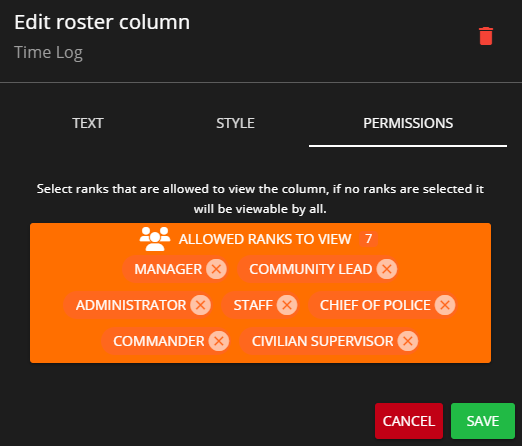 Edit roster column
Time Log
TEXT STYLE PERMISSIONS
Select ranks that are allowed to view the column, if no ranks are selected it
will be viewable by all.
ALLOWED RANKS TO VIEW 7
MANAGER COMMUNITY LEAD
ADMINISTRATOR STAFF CHIEF OF POLICE
COMMANDER CIVILIAN SUPERVISOR
CANCEL SAVE